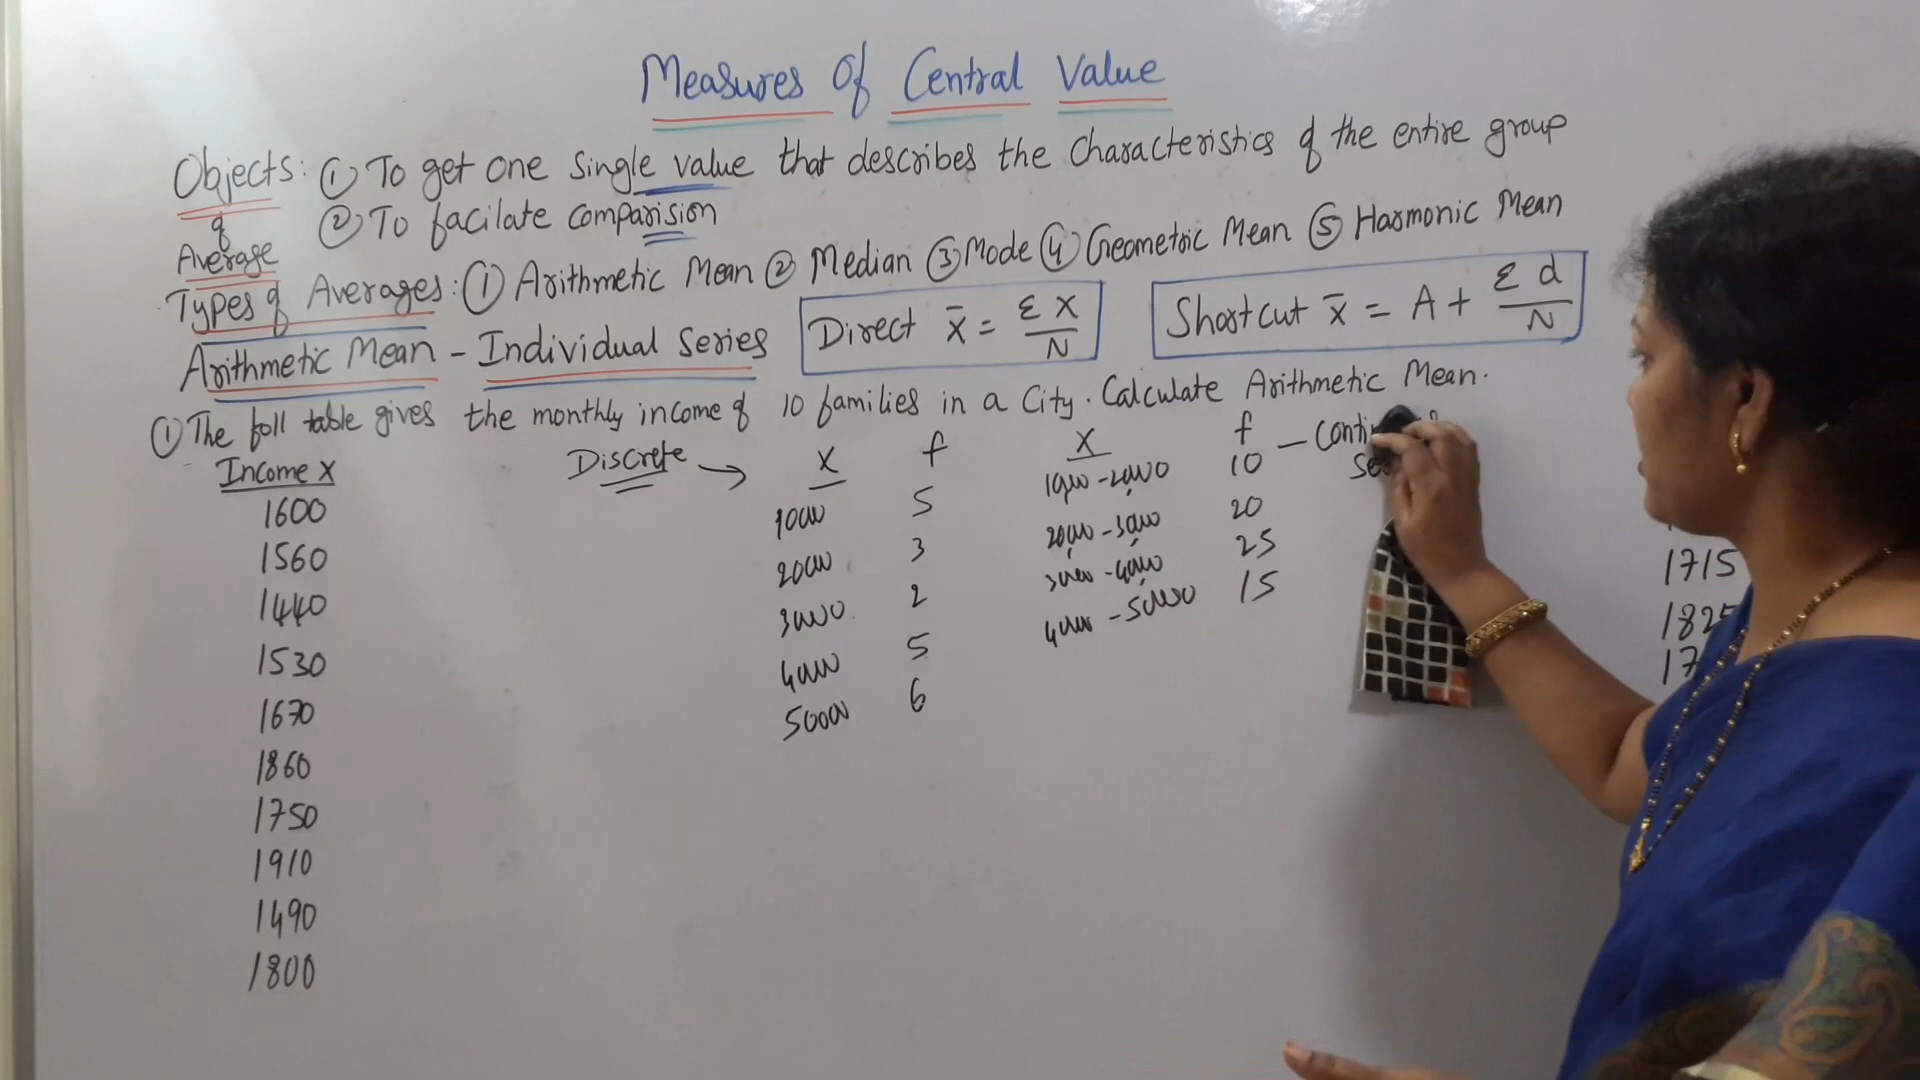 Measures Of Central Value
Objects: ① To get one single value that describes the characteristics of the entire group
of ② To facilate comparision
Average
Types of Averages: ① Arithmetic Mean ② Median ③ Mode ④ Geometric Mean ⑤ Harmonic Mean
Arithmetic Mean - Individual Series
Direct x̄ = Σ X / N
Shortcut x̄ = A + Σ d / N
① The foll table gives the monthly income of 10 families in a City. Calculate Arithmetic Mean.
Income X
1600
1560
1440
1530
1670
1860
1750
1910
1490
1800
Discrete →
X f
1000 5
2000 3
3000 2
4000 5
5000 6
X f
1000 - 2000 10
2000 - 3000 20
3000 - 4000 25
4000 - 5000 15
1715